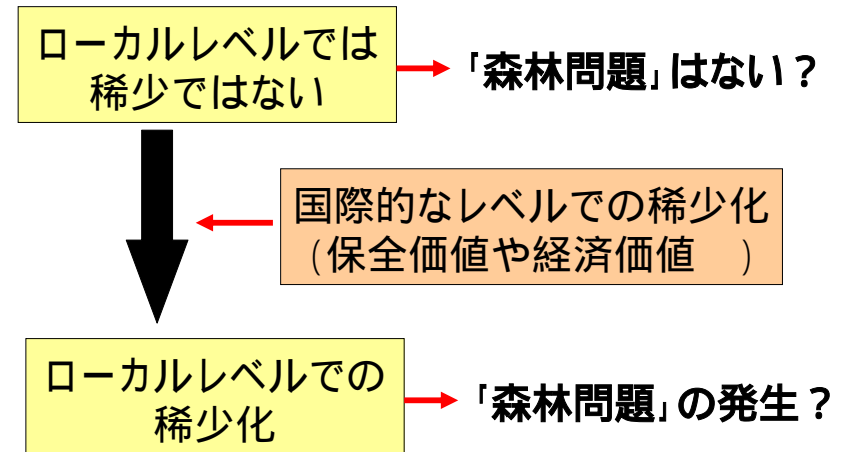 ローカルレベルでは
稀少ではない
「森林問題」はない？
国際的なレベルでの稀少化
(保全価値や経済価値　)
ローカルレベルでの
稀少化
「森林問題」の発生？